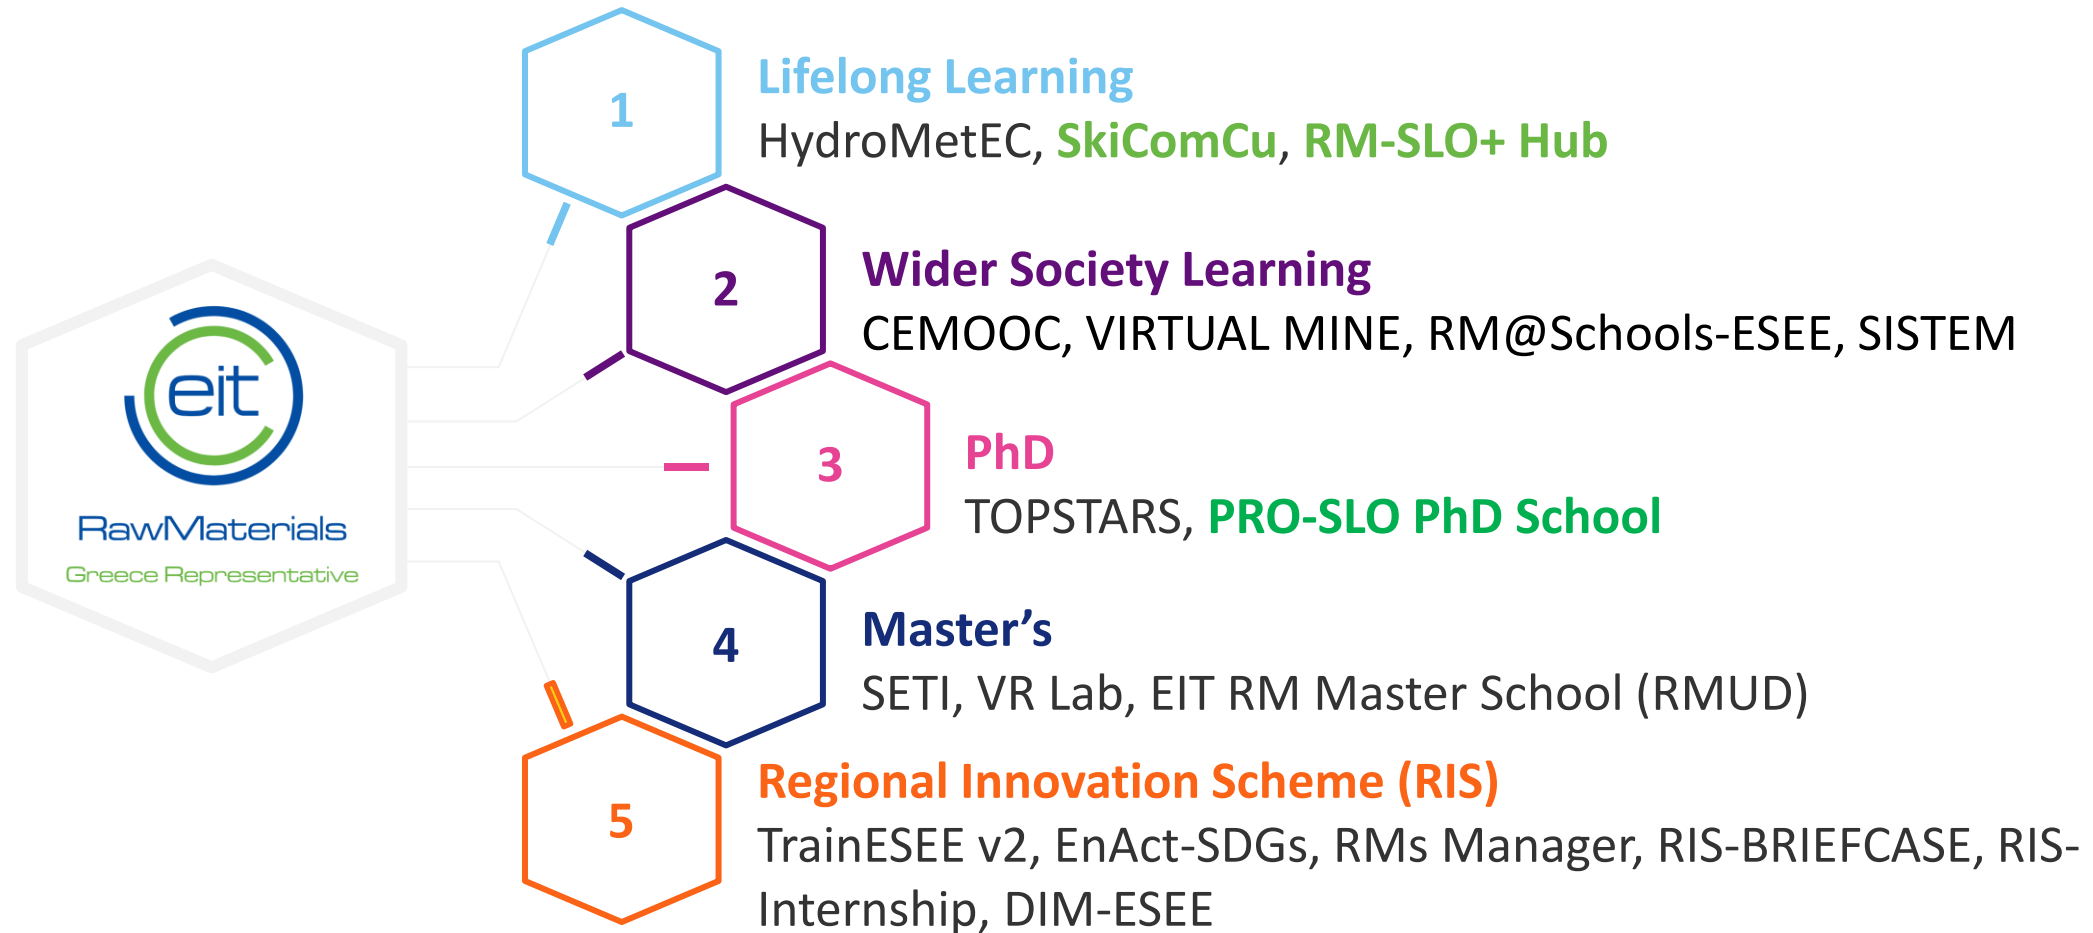 eit
RawMaterials
Greece Representative
1
Lifelong Learning
HydroMetEC, SkiComCu, RM-SLO+ Hub
2
Wider Society Learning
CEMOOC, VIRTUAL MINE, RM@Schools-ESEE, SISTEM
3
PhD
TOPSTARS, PRO-SLO PhD School
4
Master’s
SETI, VR Lab, EIT RM Master School (RMUD)
5
Regional Innovation Scheme (RIS)
TrainESEE v2, EnAct-SDGs, RMs Manager, RIS-BRIEFCASE, RIS-
Internship, DIM-ESEE